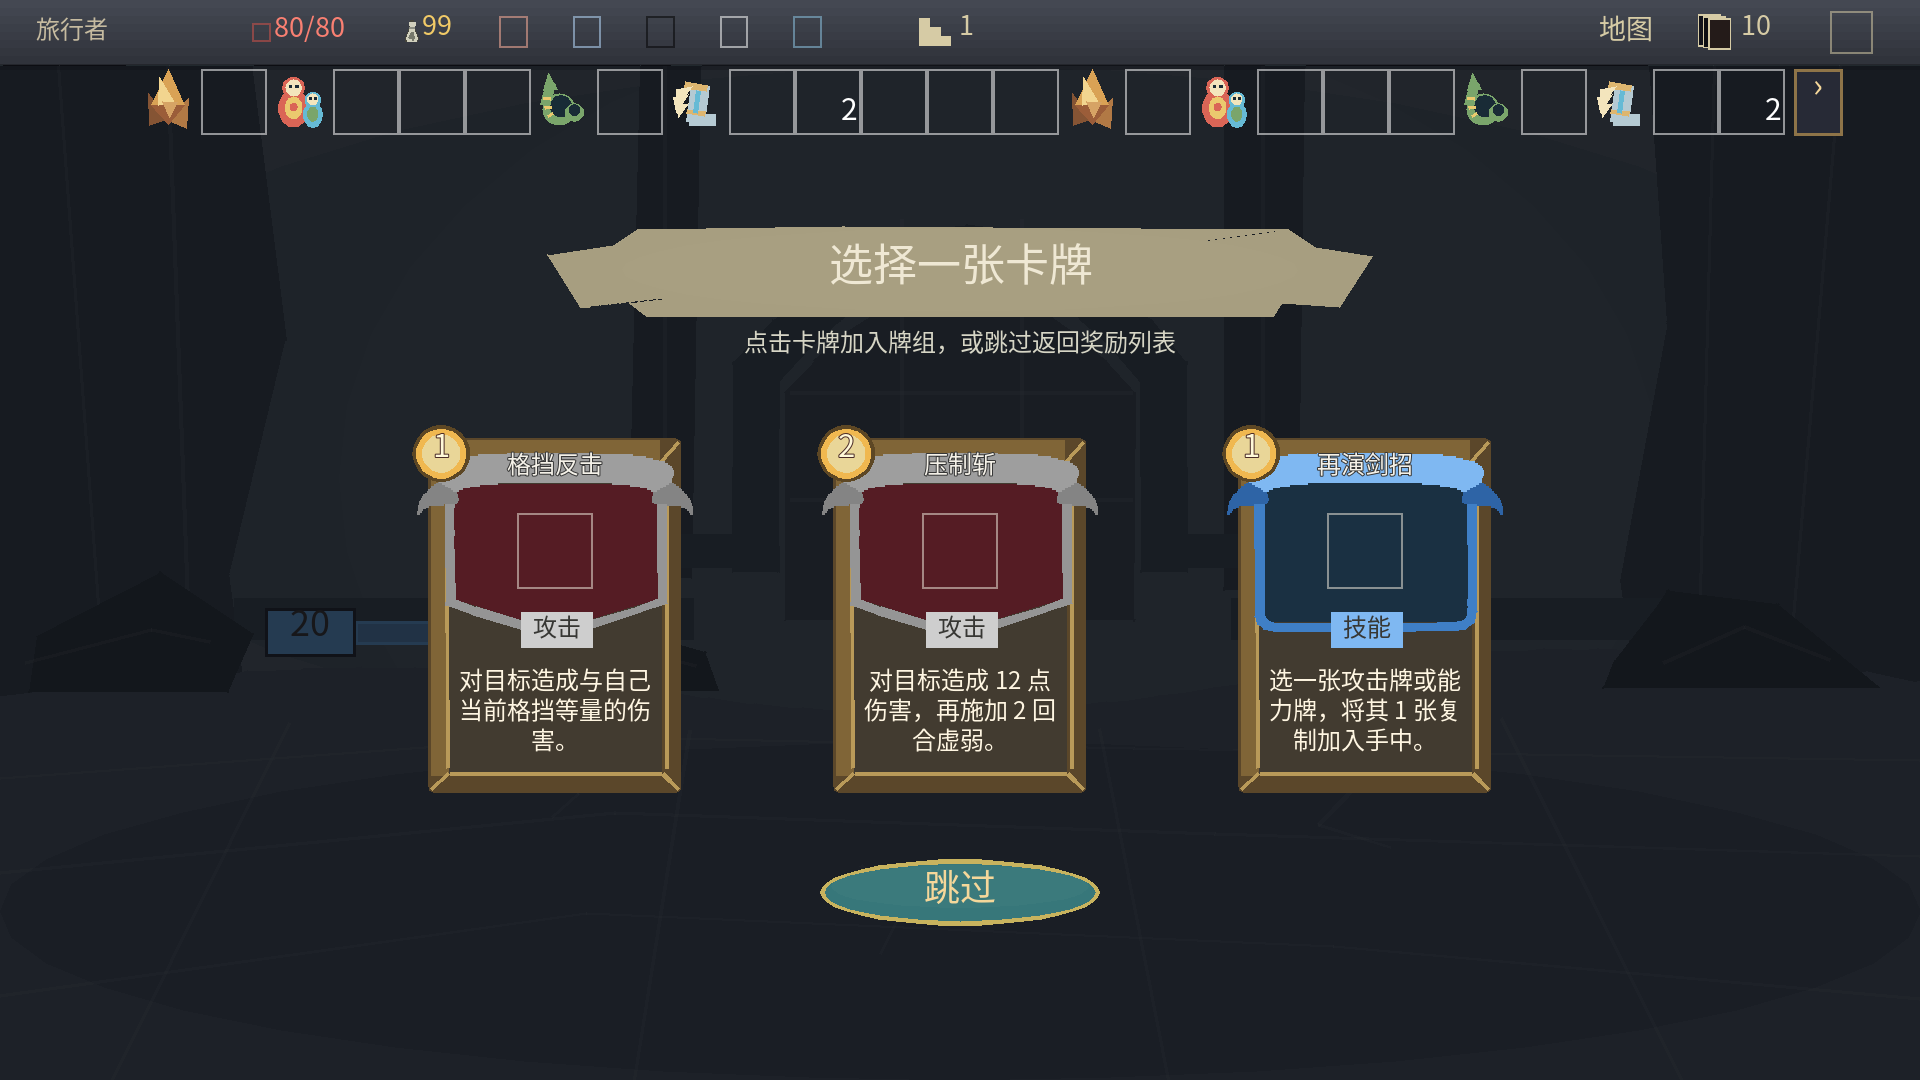 旅行者
80/80
99
1
地图
10
2
2
›
选择一张卡牌
点击卡牌加入牌组，或跳过返回奖励列表
1
格挡反击
攻击
对目标造成与自己
当前格挡等量的伤
害。
2
压制斩
攻击
对目标造成 12 点
伤害，再施加 2 回
合虚弱。
1
再演剑招
技能
选一张攻击牌或能
力牌，将其 1 张复
制加入手中。
20
跳过